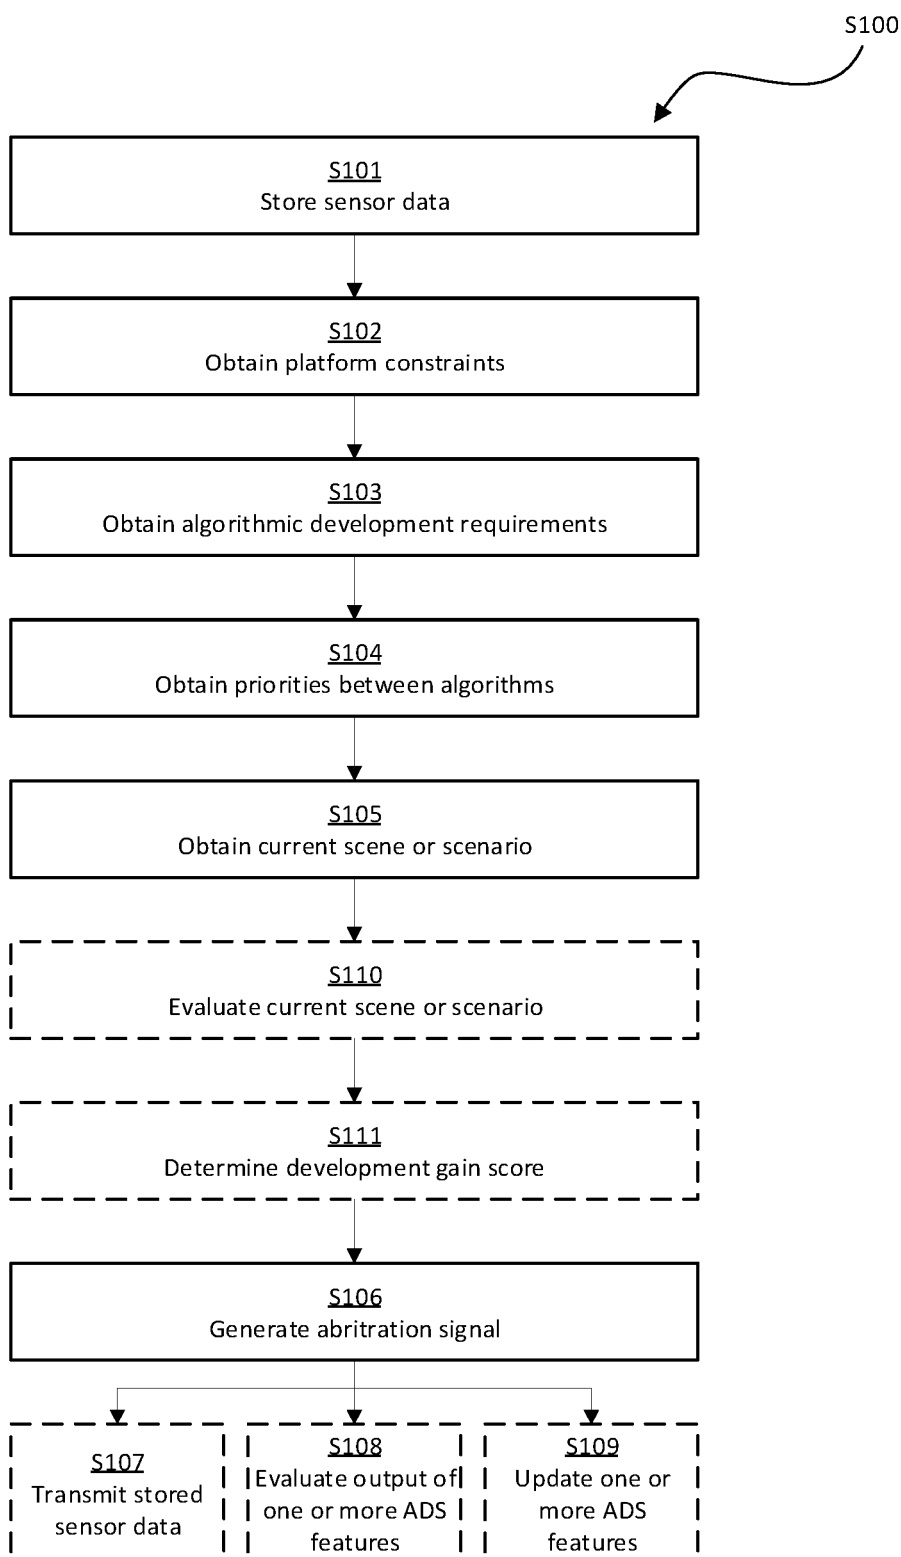 S100
S101
Store sensor data
S102
Obtain platform constraints
S103
Obtain algorithmic development requirements
S104
Obtain priorities between algorithms
S105
Obtain current scene or scenario
S110
Evaluate current scene or scenario
S111
Determine development gain score
S106
Generate abritration signal
S107
Transmit stored
sensor data
S108
Evaluate output of
one or more ADS
features
S109
Update one or
more ADS
features